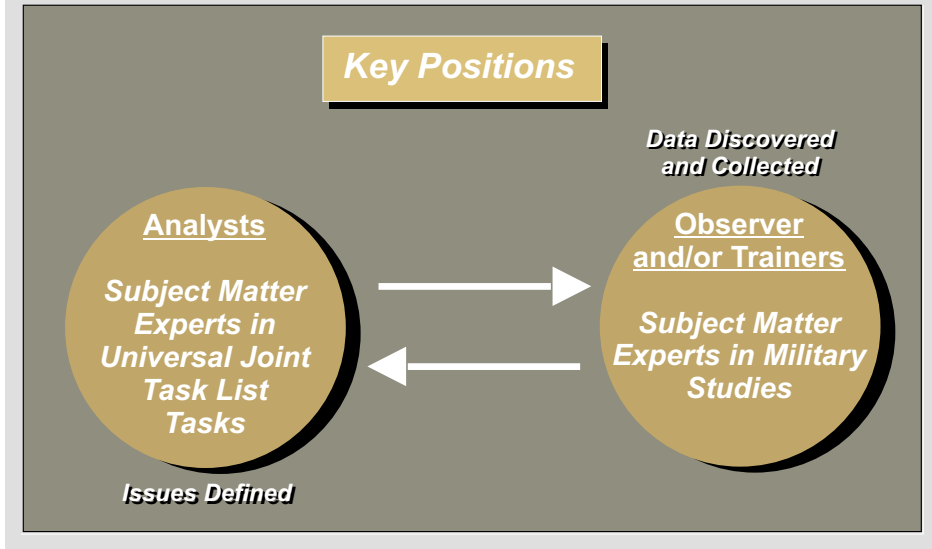 Key Positions
Data Discovered
and Collected
Analysts
Subject Matter
Experts in
Universal Joint
Task List
Tasks
Observer
and/or Trainers
Subject Matter
Experts in Military
Studies
Issues Defined